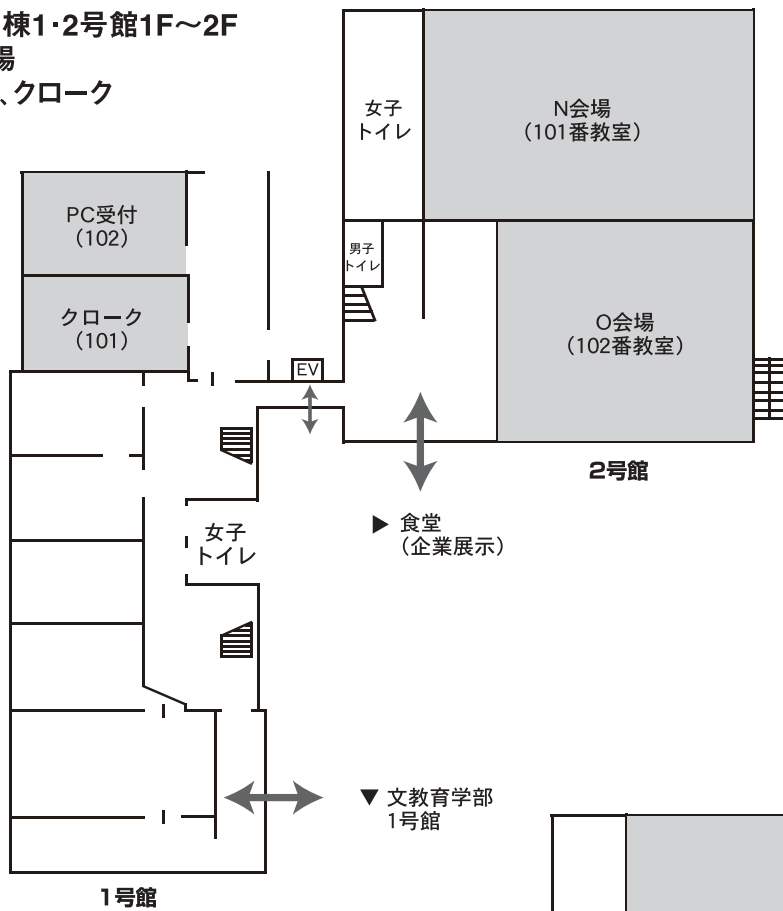 棟1・2号館1F～2F
場
、クローク
女子
トイレ
N会場
（101番教室）
PC受付
（102）
男子
トイレ
クローク
（101）
O会場
（102番教室）
EV
2号館
▶ 食堂
（企業展示）
女子
トイレ
▼ 文教育学部
1号館
1号館